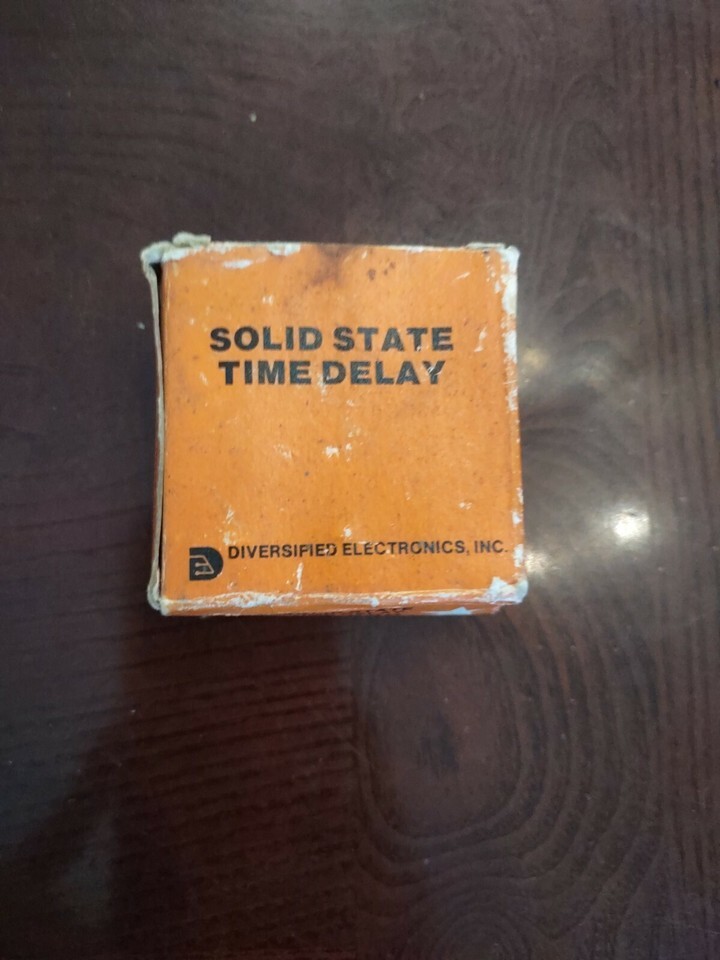 SOLID STATE
TIME DELAY
DIVERSIFIED ELECTRONICS, INC.